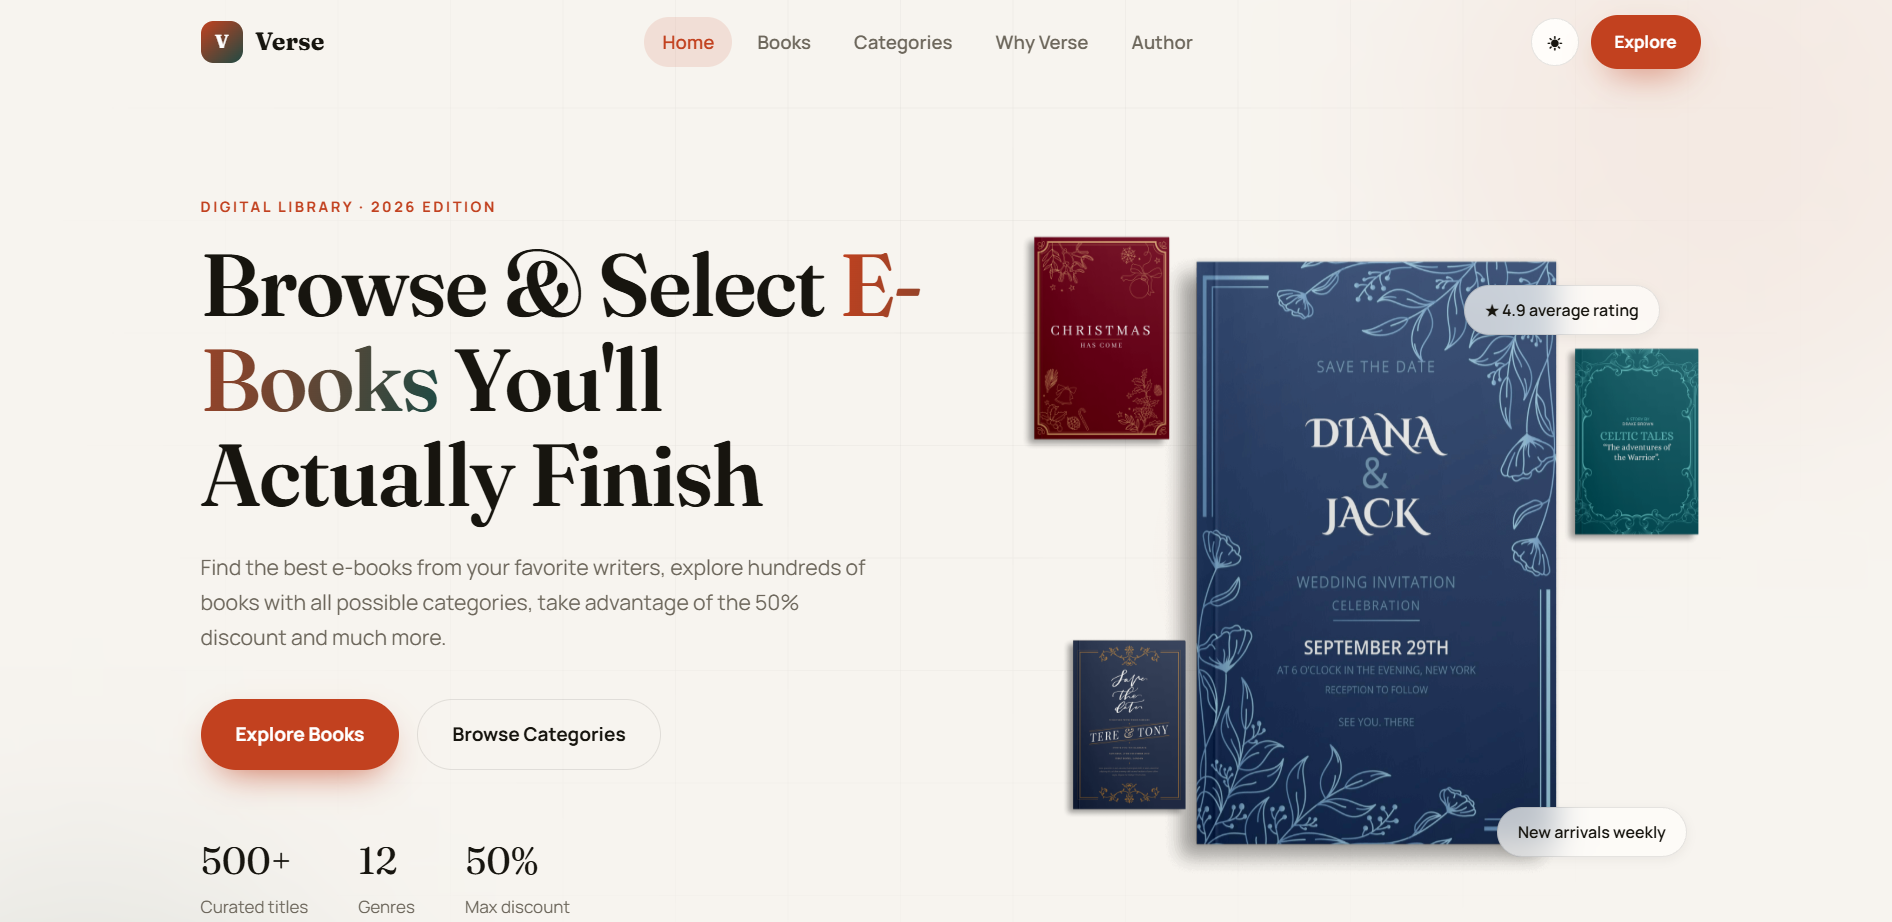 V Verse
Home Books Categories Why Verse Author
Explore
DIGITAL LIBRARY · 2026 EDITION
Browse & Select E-
Books You'll
Actually Finish
Find the best e-books from your favorite writers, explore hundreds of
books with all possible categories, take advantage of the 50%
discount and much more.
Explore Books
Browse Categories
500+
Curated titles
12
Genres
50%
Max discount
CHRISTMAS
HAS COME
SAVE THE DATE
DIANA
&
JACK
WEDDING INVITATION
CELEBRATION
SEPTEMBER 29TH
AT 6 O'CLOCK IN THE EVENING, NEW YORK
RECEPTION TO FOLLOW
SEE YOU. THERE
★ 4.9 average rating
CELTIC TALES
"The adventures of
the Warrior".
Save
the
date
TERE & TONY
New arrivals weekly